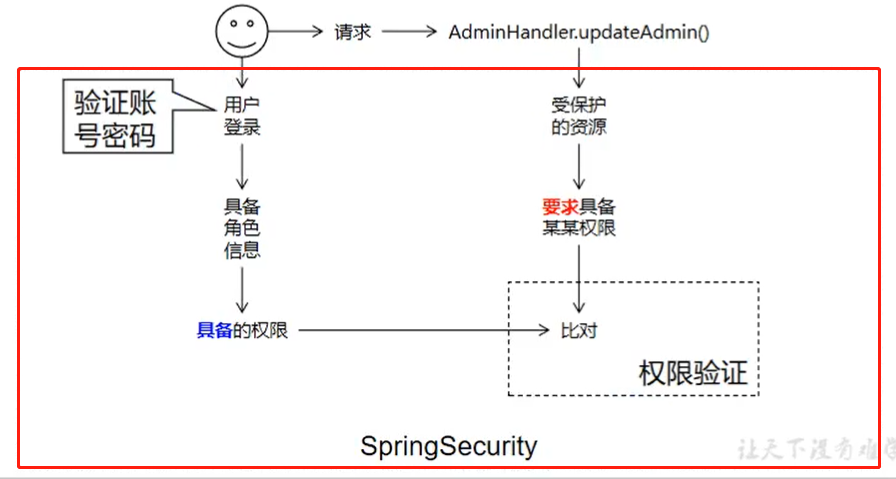 请求
AdminHandler.updateAdmin()
验证账
号密码
用户
登录
受保护
的资源
具备
角色
信息
要求具备
某某权限
具备的权限
比对
权限验证
SpringSecurity
让天下没有难学